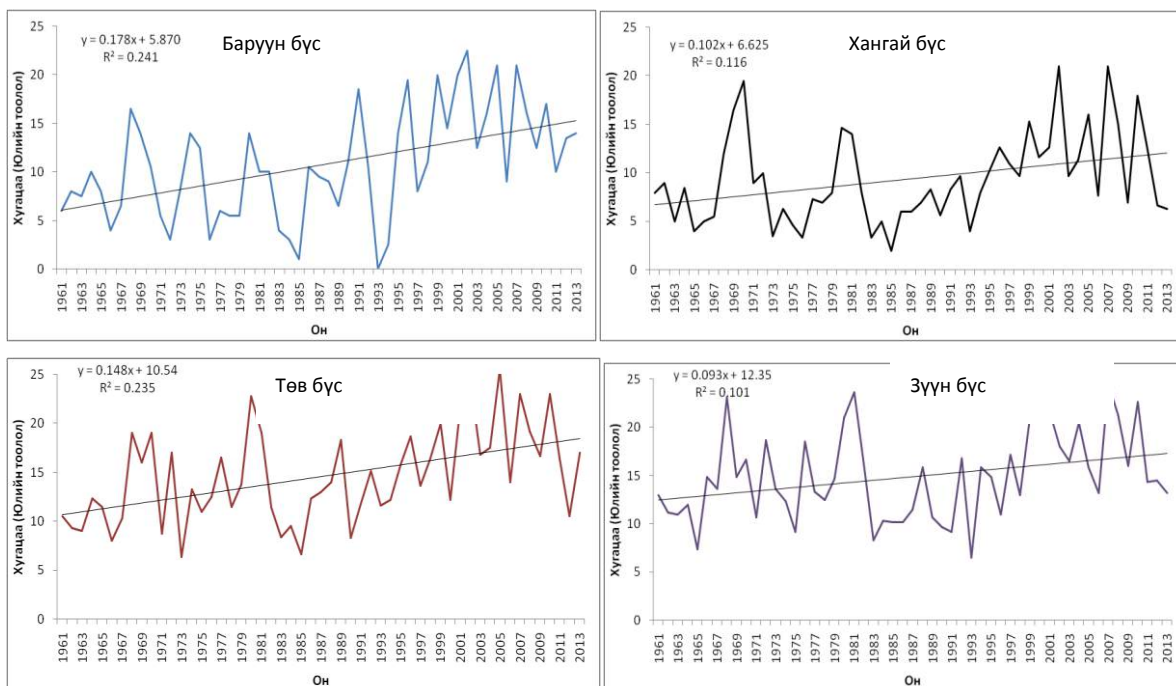 Баруун бүс
y = 0.178x + 5.870
R² = 0.241
Хугацаа (Юлийн тоолол)
25
20
15
10
5
0
1961 1963 1965 1967 1969 1971 1973 1975 1977 1979 1981 1983 1985 1987 1989 1991 1993 1995 1997 1999 2001 2003 2005 2007 2009 2011 2013
Он
Хангай бүс
y = 0.102x + 6.625
R² = 0.116
Хугацаа (Юлийн тоолол)
25
20
15
10
5
0
1961 1963 1965 1967 1969 1971 1973 1975 1977 1979 1981 1983 1985 1987 1989 1991 1993 1995 1997 1999 2001 2003 2005 2007 2009 2011 2013
Он
Төв бүс
y = 0.148x + 10.54
R² = 0.235
Хугацаа (Юлийн тоолол)
25
20
15
10
5
0
1961 1963 1965 1967 1969 1971 1973 1975 1977 1979 1981 1983 1985 1987 1989 1991 1993 1995 1997 1999 2001 2003 2005 2007 2009 2011 2013
Он
Зүүн бүс
y = 0.093x + 12.35
R² = 0.101
Хугацаа (Юлийн тоолол)
25
20
15
10
5
0
1961 1963 1965 1967 1969 1971 1973 1975 1977 1979 1981 1983 1985 1987 1989 1991 1993 1995 1997 1999 2001 2003 2005 2007 2009 2011 2013
Он